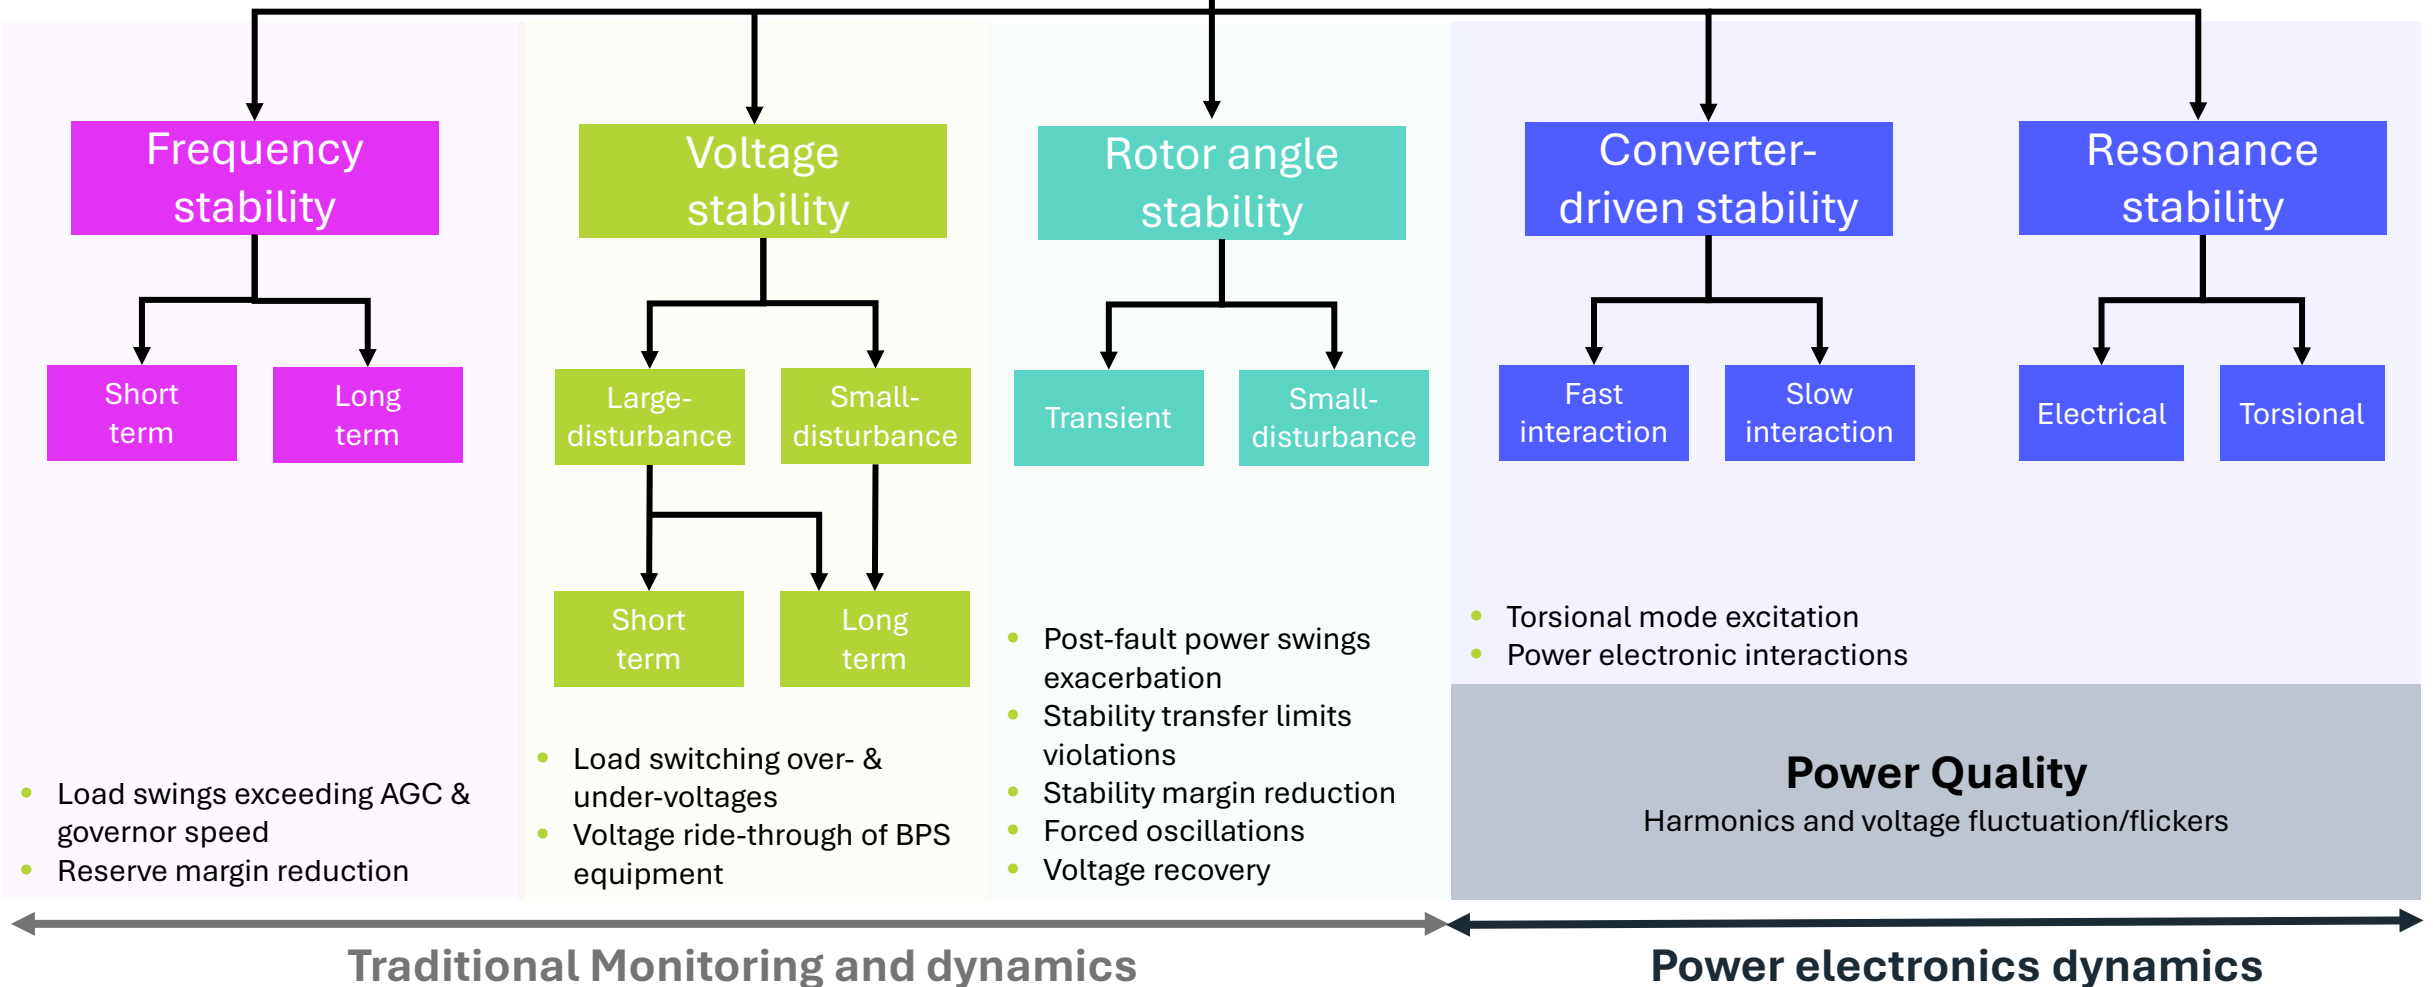 Frequency
stability
Voltage
stability
Rotor angle
stability
Converter-
driven stability
Resonance
stability
Short
term
Long
term
Large-
disturbance
Small-
disturbance
Transient
Small-
disturbance
Fast
interaction
Slow
interaction
Electrical
Torsional
Short
term
Long
term
• Load swings exceeding AGC &
governor speed
• Reserve margin reduction
• Load switching over- &
under-voltages
• Voltage ride-through of BPS
equipment
• Post-fault power swings
exacerbation
• Stability transfer limits
violations
• Stability margin reduction
• Forced oscillations
• Voltage recovery
• Torsional mode excitation
• Power electronic interactions
Power Quality
Harmonics and voltage fluctuation/flickers
Traditional Monitoring and dynamics
Power electronics dynamics